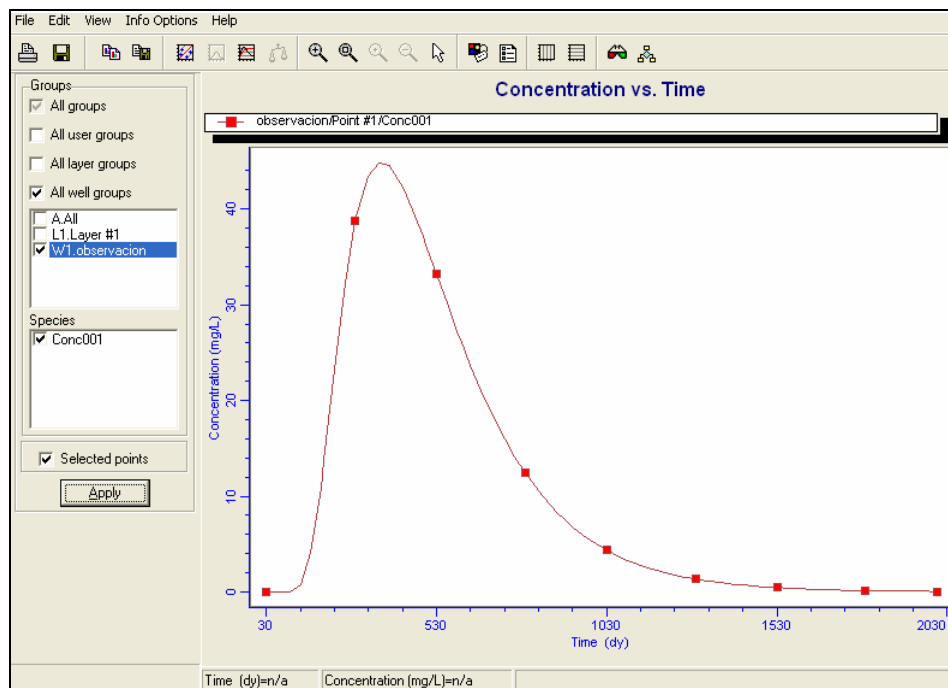 File Edit View Info Options Help
Groups
All groups
All user groups
All layer groups
All well groups
A.All
L1.Layer #1
W1.observacion
Species
Conc001
Selected points
Apply
Concentration vs. Time
observacion/Point #1/Conc001
Concentration (mg/L)
40
30
20
10
0
30 530 1030 1530 2030
Time (dy)
Time (dy)=n/a Concentration (mg/L)=n/a